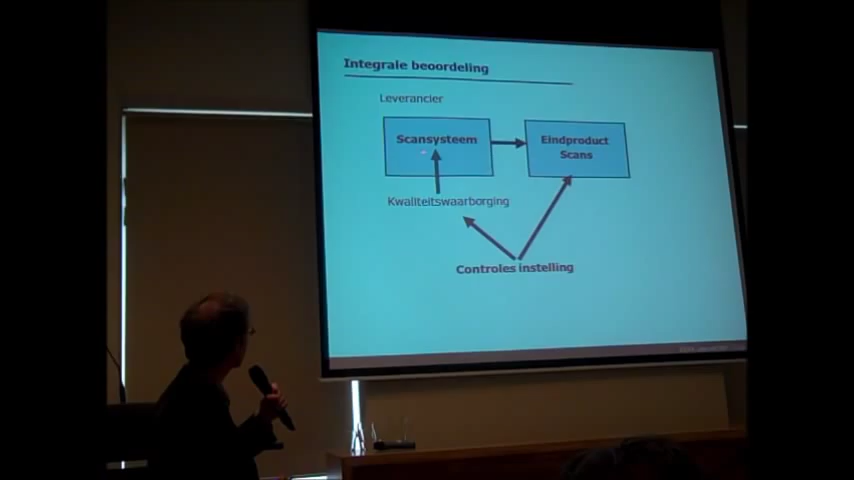 Integrale beoordeling
Leverancier
Scansysteem
Eindproduct
Scans
Kwaliteitswaarborging
Controles instelling